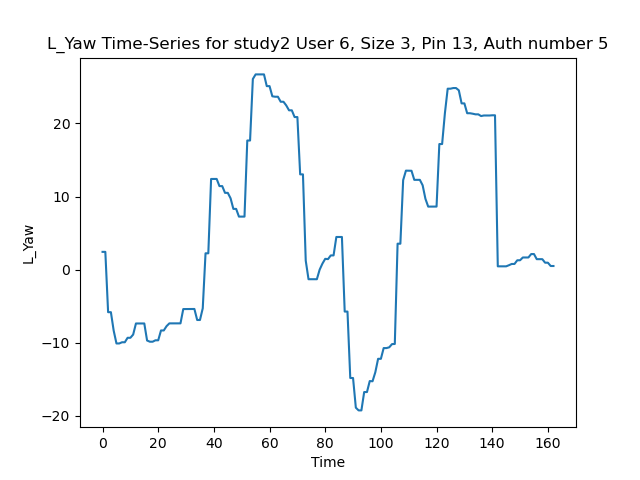 L_Yaw Time-Series for study2 User 6, Size 3, Pin 13, Auth number 5
L_Yaw
20
10
0
−10
−20
0 20 40 60 80 100 120 140 160
Time